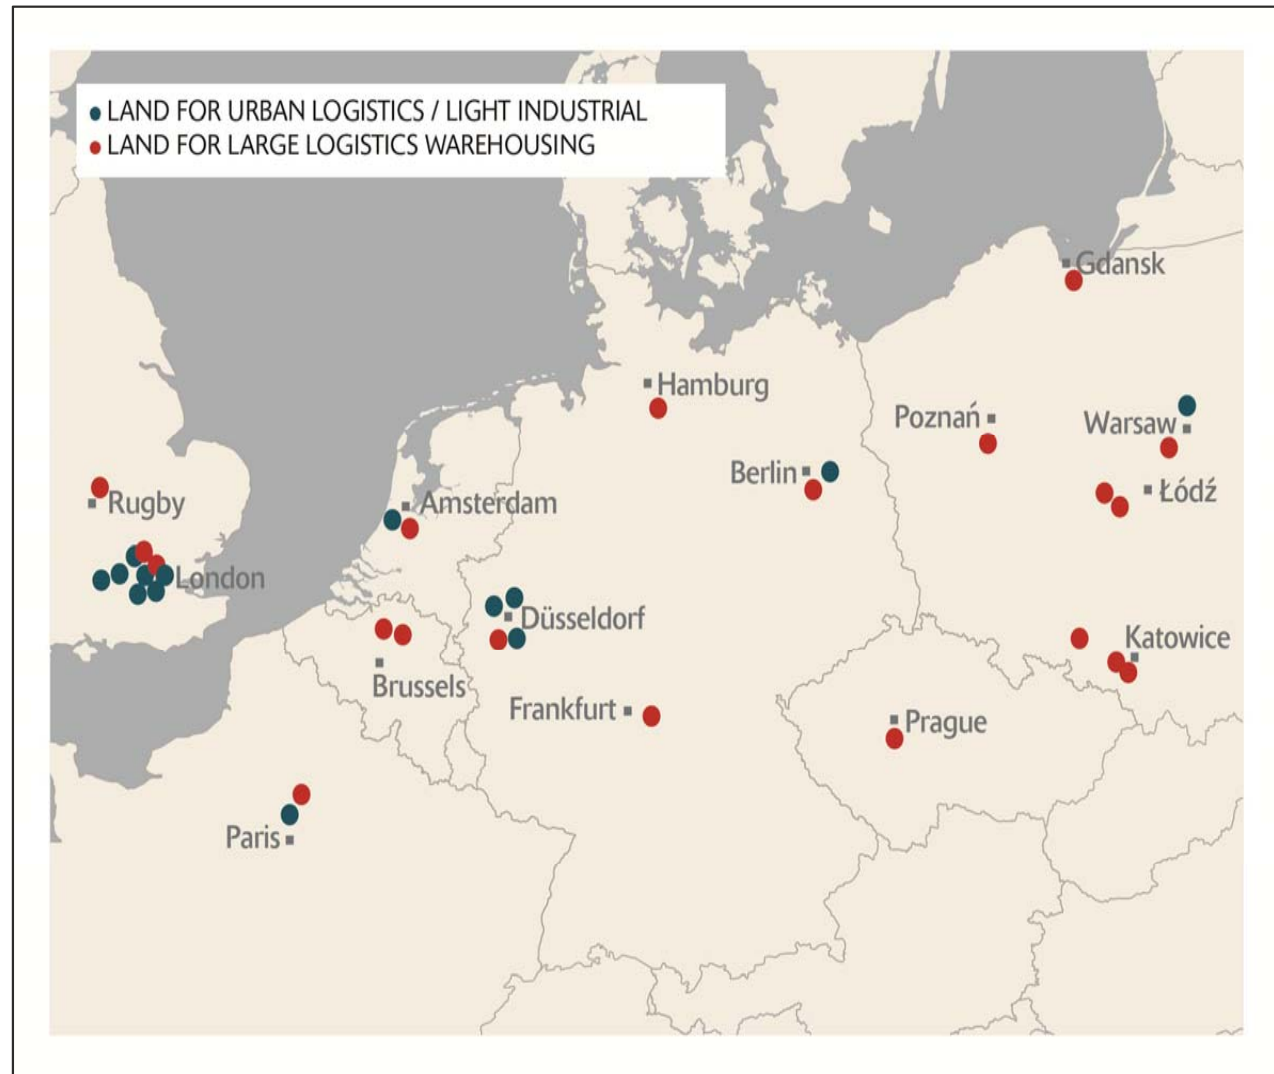 LAND FOR URBAN LOGISTICS / LIGHT INDUSTRIAL
LAND FOR LARGE LOGISTICS WAREHOUSING
Gdansk
Hamburg
Poznań
Warsaw
Berlin
Łódź
Rugby
Amsterdam
London
Düsseldorf
Katowice
Brussels
Frankfurt
Prague
Paris